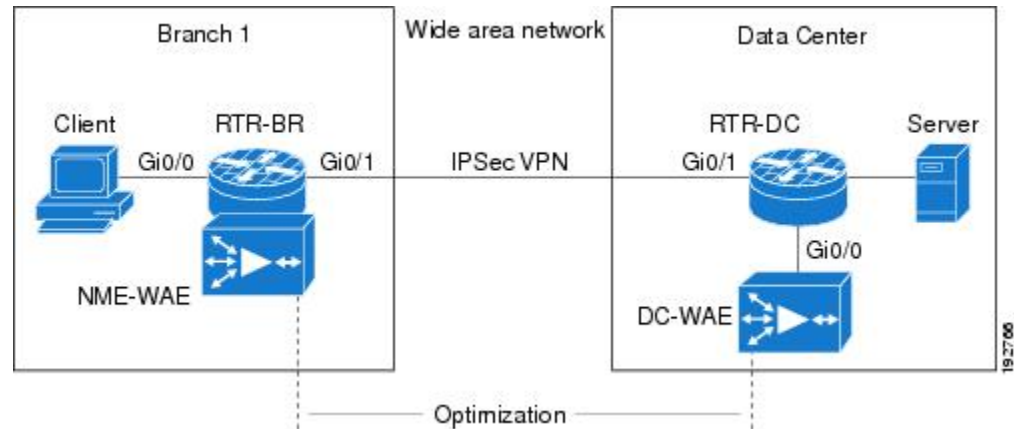 Branch 1
Wide area network
Data Center
Client
RTR-BR
RTR-DC
Server
Gi0/0
Gi0/1
IPSec VPN
Gi0/1
Gi0/0
NME-WAE
DC-WAE
192766
Optimization